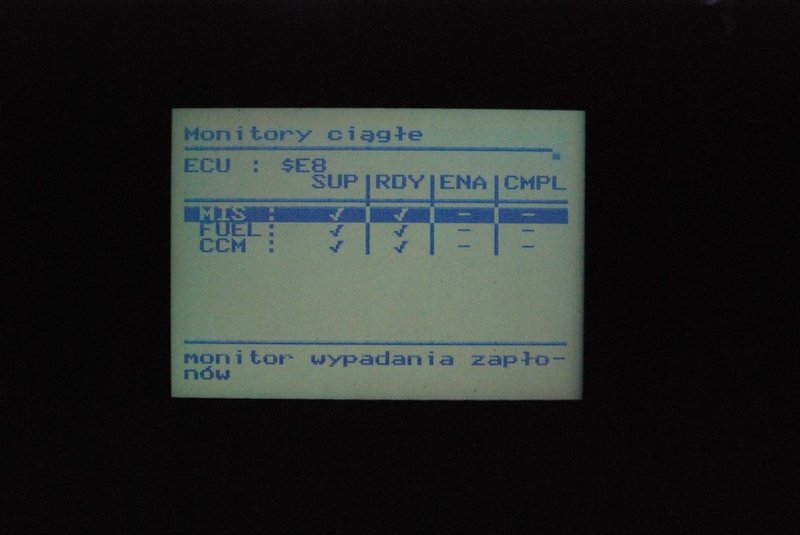 Monitory ciągłe
ECU : $E8
SUP|RDY|ENA|CMPL
MIS : ✓ ✓ – –
FUEL: ✓ ✓ – –
CCM : ✓ ✓ – –
monitor wypadania zapło-
nów